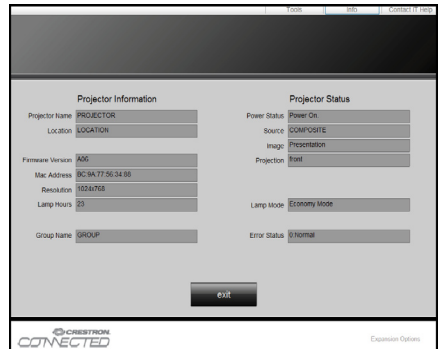 Tools Info Contact IT Help
Projector Information
Projector Name PROJECTOR
Location LOCATION
Firmware Version A06
Mac Address BC:9A:77:56:34:88
Resolution 1024x768
Lamp Hours 20
Group Name GROUP
Projector Status
Power Status Power On
Source COMPOSITE
Image Presentation
Projection front
Lamp Mode Economy Mode
Error Status 0:Normal
exit
CRESTRON
CONNECTED
Expansion Options